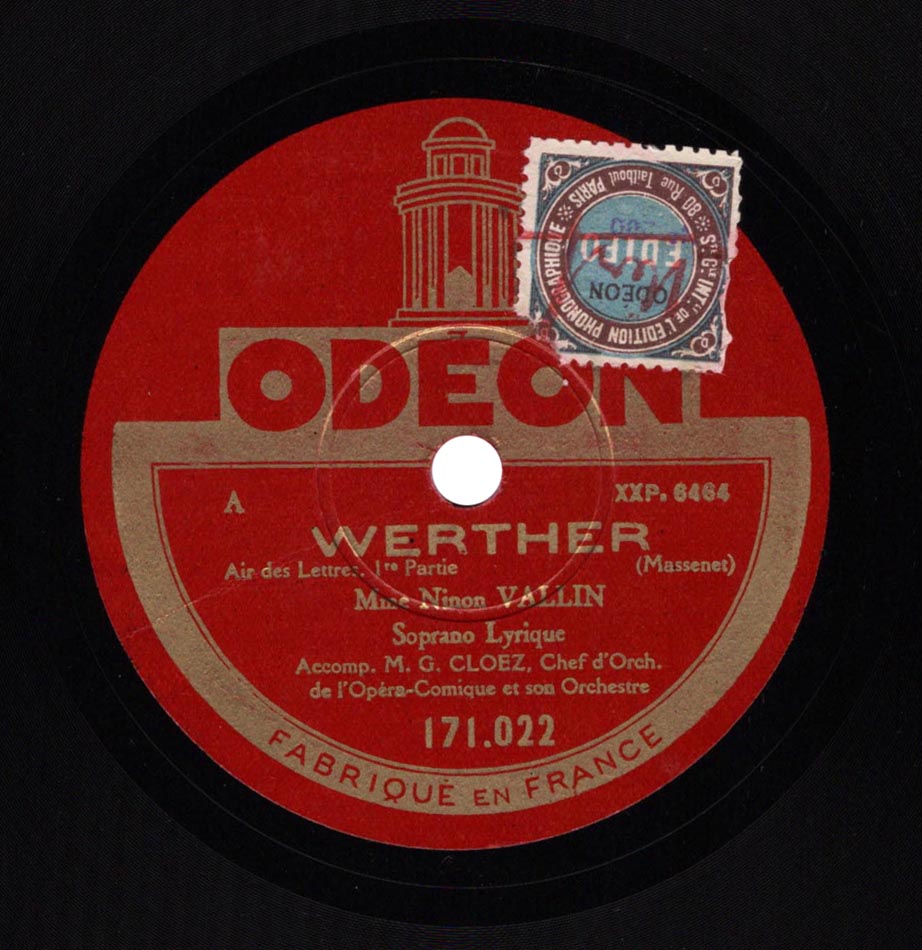 ODEON
Sté Gle INTle DE L'EDITION PHONOGRAPHIQUE
80 Rue Taitbout PARIS
EDIFO
ODÉON
A
XXP. 6464
WERTHER
Air des Lettres. 1re Partie (Massenet)
Mme Ninon VALLIN
Soprano Lyrique
Accomp. M. G. CLOEZ, Chef d'Orch.
de l'Opéra-Comique et son Orchestre
171.022
FABRIQUÉ EN FRANCE